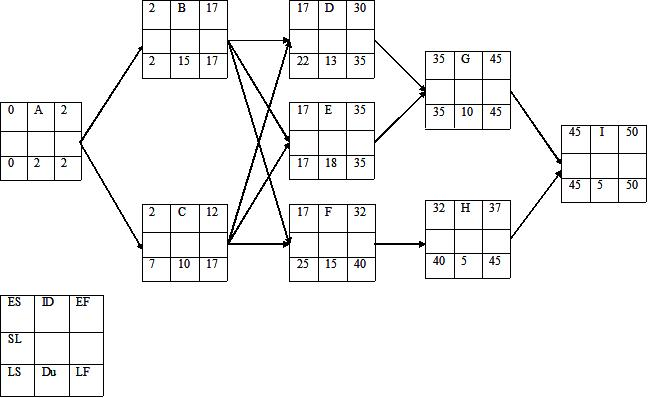 2 B 17
2 15 17
17 D 30
22 13 35
35 G 45
35 10 45
0 A 2
0 2 2
17 E 35
17 18 35
45 I 50
45 5 50
2 C 12
7 10 17
17 F 32
25 15 40
32 H 37
40 5 45
ES ID EF
SL
LS Du LF